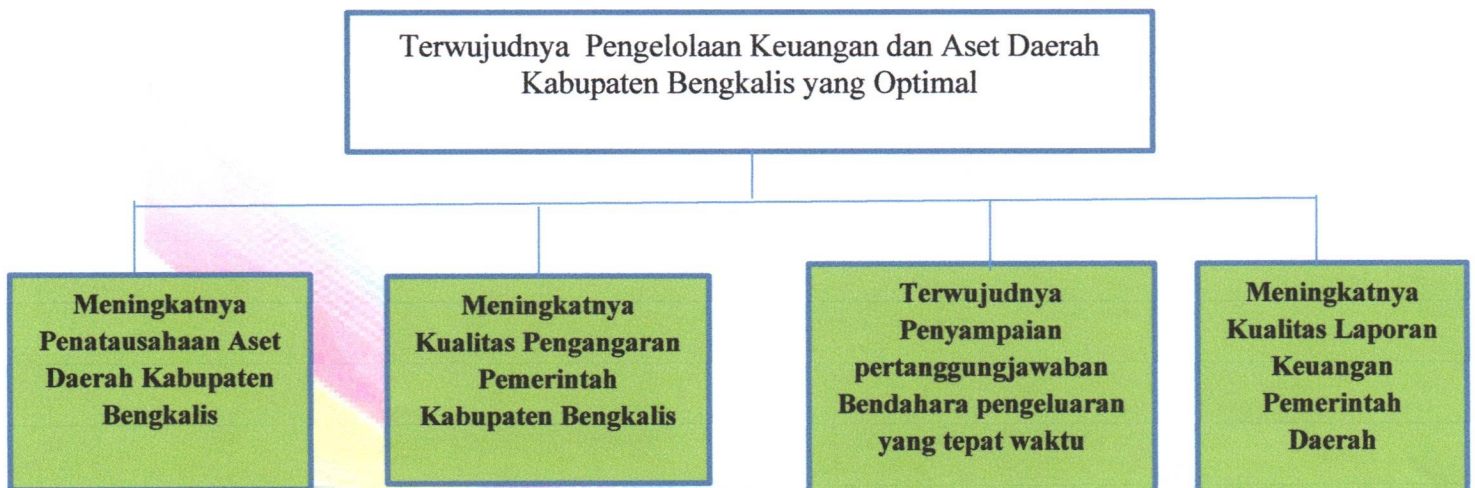 Terwujudnya Pengelolaan Keuangan dan Aset Daerah
Kabupaten Bengkalis yang Optimal
Meningkatnya
Penatausahaan Aset
Daerah Kabupaten
Bengkalis
Meningkatnya
Kualitas Pengangaran
Pemerintah
Kabupaten Bengkalis
Terwujudnya
Penyampaian
pertanggungjawaban
Bendahara pengeluaran
yang tepat waktu
Meningkatnya
Kualitas Laporan
Keuangan
Pemerintah
Daerah